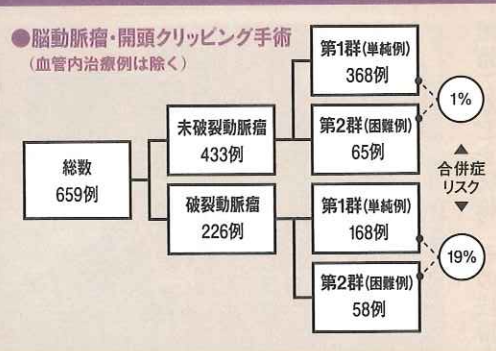 ●脳動脈瘤・開頭クリッピング手術
（血管内治療例は除く）
総数
659例
未破裂動脈瘤
433例
破裂動脈瘤
226例
第1群（単純例）
368例
第2群（困難例）
65例
第1群（単純例）
168例
第2群（困難例）
58例
1%
▲
合併症
リスク
▼
19%